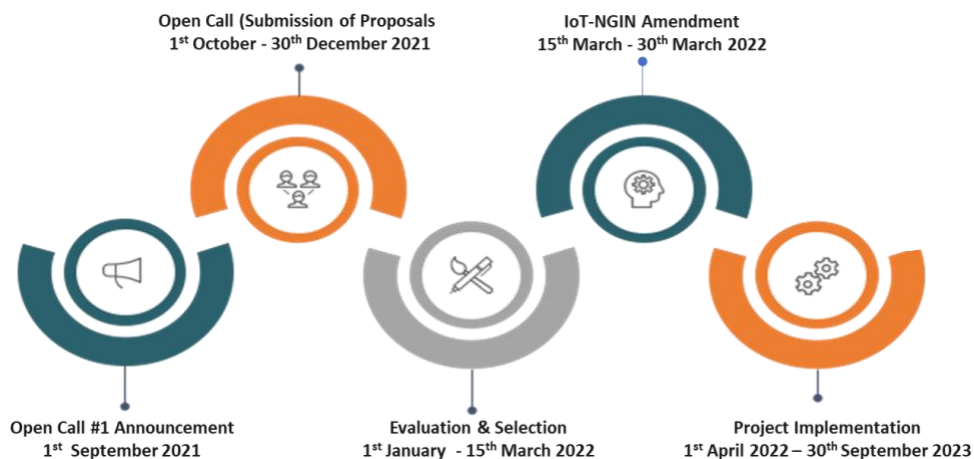 Open Call (Submission of Proposals
1st October - 30th December 2021
IoT-NGIN Amendment
15th March - 30th March 2022
Open Call #1 Announcement
1st September 2021
Evaluation & Selection
1st January - 15th March 2022
Project Implementation
1st April 2022 – 30th September 2023